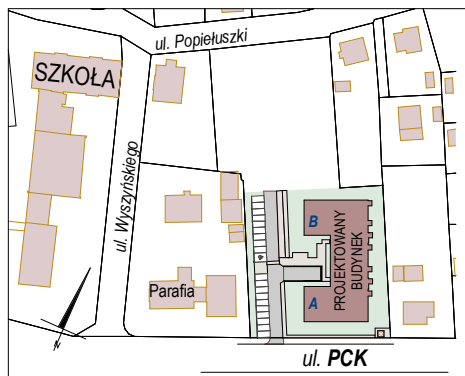 ul. Popiełuszki
SZKOŁA
ul. Wyszyńskiego
B
PROJEKTOWANY
BUDYNEK
A
Parafia
N
ul. PCK